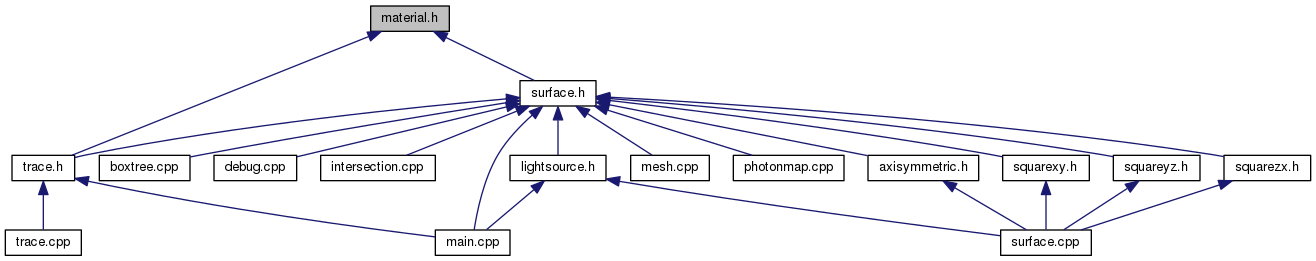 material.h
surface.h
trace.h
boxtree.cpp
debug.cpp
intersection.cpp
lightsource.h
mesh.cpp
photonmap.cpp
axisymmetric.h
squarexy.h
squareyz.h
squarezx.h
trace.cpp
main.cpp
surface.cpp